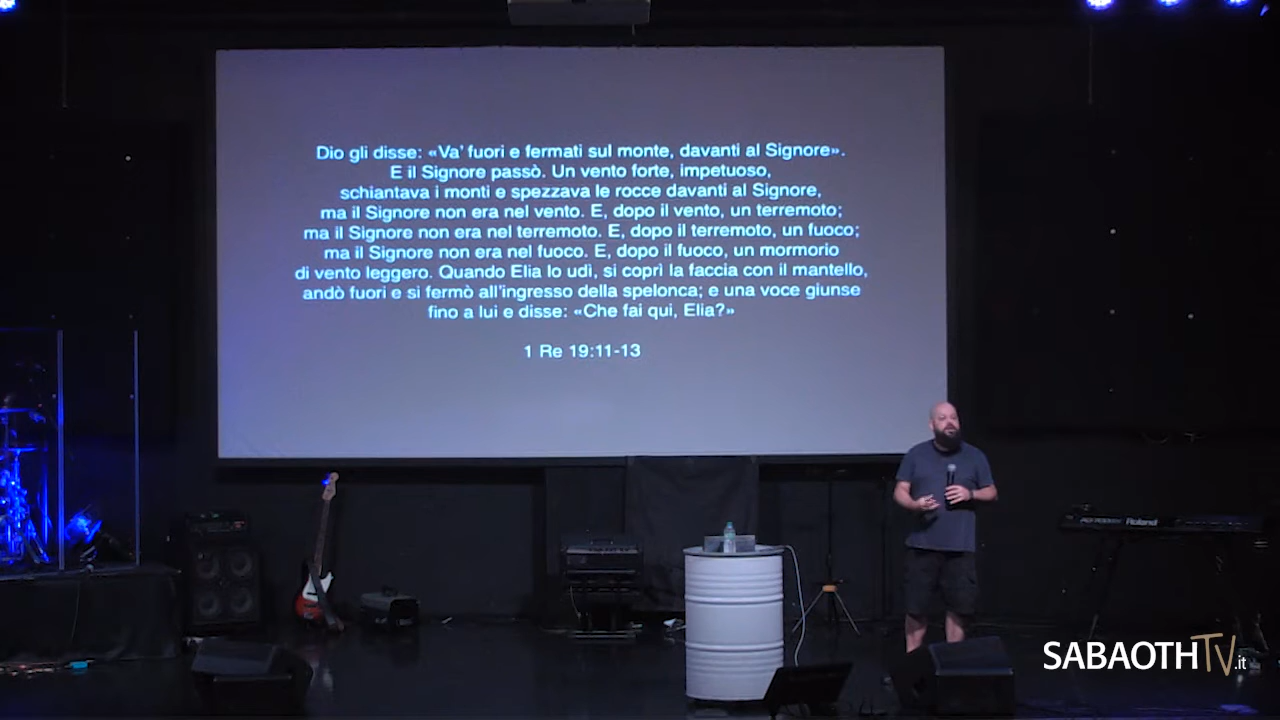 Dio gli disse: «Va' fuori e fermati sul monte, davanti al Signore».
E il Signore passò. Un vento forte, impetuoso,
schiantava i monti e spezzava le rocce davanti al Signore,
ma il Signore non era nel vento. E, dopo il vento, un terremoto;
ma il Signore non era nel terremoto. E, dopo il terremoto, un fuoco;
ma il Signore non era nel fuoco. E, dopo il fuoco, un mormorio
di vento leggero. Quando Elia lo udì, si coprì la faccia con il mantello,
andò fuori e si fermò all'ingresso della spelonca; e una voce giunse
fino a lui e disse: «Che fai qui, Elia?»
1 Re 19:11-13
Roland
SABAOTHTV.it